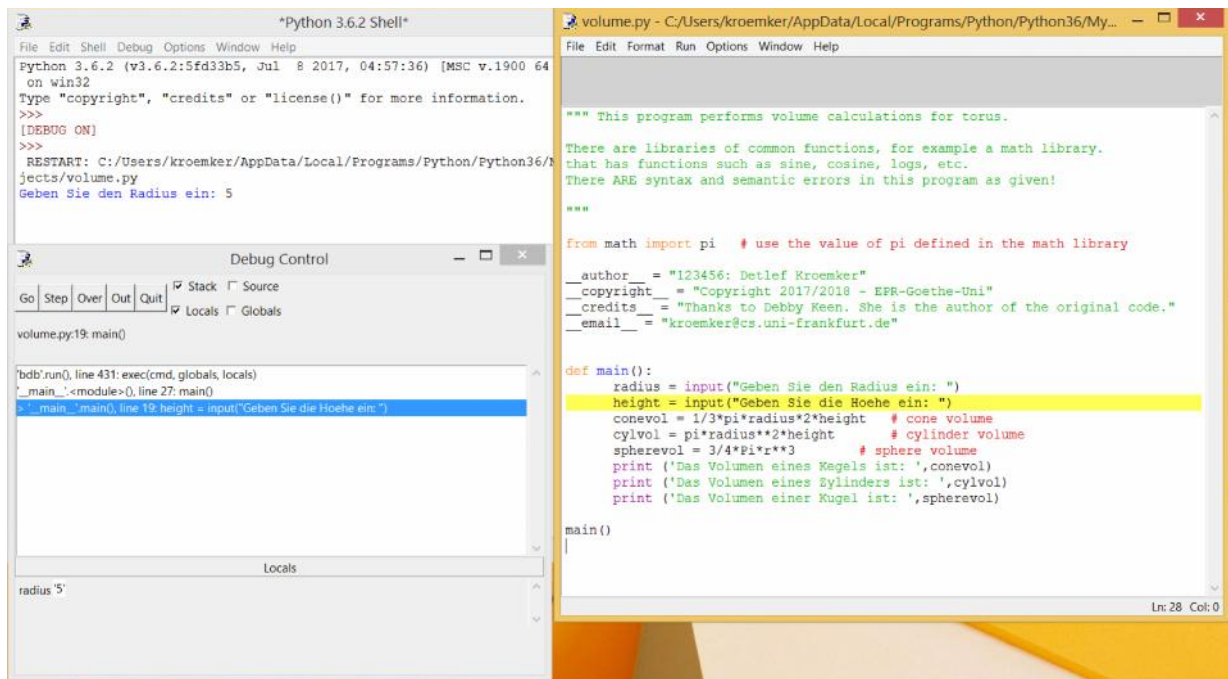 *Python 3.6.2 Shell*
File Edit Shell Debug Options Window Help
Python 3.6.2 (v3.6.2:5fd33b5, Jul 8 2017, 04:57:36) [MSC v.1900 64
on win32
Type "copyright", "credits" or "license()" for more information.
>>>
[DEBUG ON]
>>>
RESTART: C:/Users/kroemker/AppData/Local/Programs/Python/Python36/M
jects/volume.py
Geben Sie den Radius ein: 5
Debug Control
Go Step Over Out Quit Stack Source
Locals Globals
volume.py:19: main()
'bdb'.run(), line 431: exec(cmd, globals, locals)
'__main__'.<module>(), line 27: main()
> '__main__'.main(), line 19: height = input("Geben Sie die Hoehe ein: ")
Locals
radius '5'
volume.py - C:/Users/kroemker/AppData/Local/Programs/Python/Python36/My...
File Edit Format Run Options Window Help
""" This program performs volume calculations for torus.
There are libraries of common functions, for example a math library.
that has functions such as sine, cosine, logs, etc.
There ARE syntax and semantic errors in this program as given!
"""
from math import pi # use the value of pi defined in the math library
__author__ = "123456: Detlef Kroemker"
__copyright__ = "Copyright 2017/2018 - EPR-Goethe-Uni"
__credits__ = "Thanks to Debby Keen. She is the author of the original code."
__email__ = "kroemker@cs.uni-frankfurt.de"
def main():
radius = input("Geben Sie den Radius ein: ")
height = input("Geben Sie die Hoehe ein: ")
conevol = 1/3*pi*radius*2*height # cone volume
cylvol = pi*radius**2*height # cylinder volume
spherevol = 3/4*Pi*r**3 # sphere volume
print ('Das Volumen eines Kegels ist: ',conevol)
print ('Das Volumen eines Zylinders ist: ',cylvol)
print ('Das Volumen einer Kugel ist: ',spherevol)
main()
Ln: 28 Col: 0